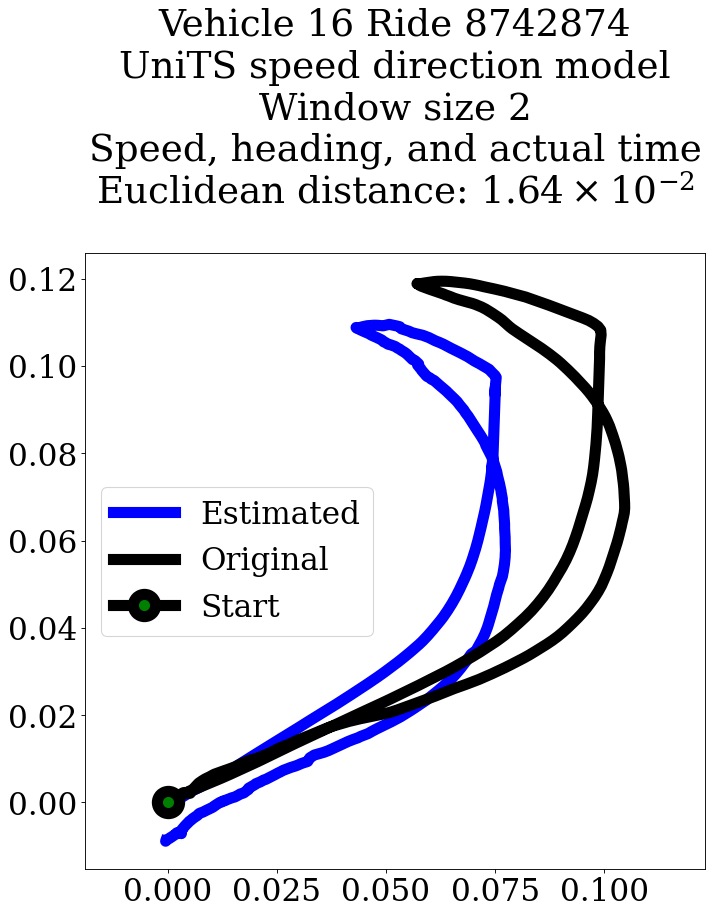 Vehicle 16 Ride 8742874
UniTS speed direction model
Window size 2
Speed, heading, and actual time
Euclidean distance: 1.64 × 10⁻²
0.12
0.10
0.08
0.06
0.04
0.02
0.00
Estimated
Original
Start
0.000 0.025 0.050 0.075 0.100